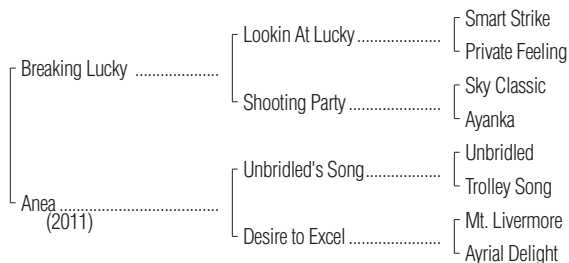 Smart Strike
Lookin At Lucky ....................
Private Feeling
Breaking Lucky ....................
Sky Classic
Shooting Party ......................
Ayanka
Unbridled
Unbridled's Song..................
Trolley Song
Anea ......................................
(2011)
Mt. Livermore
Desire to Excel ......................
Ayrial Delight